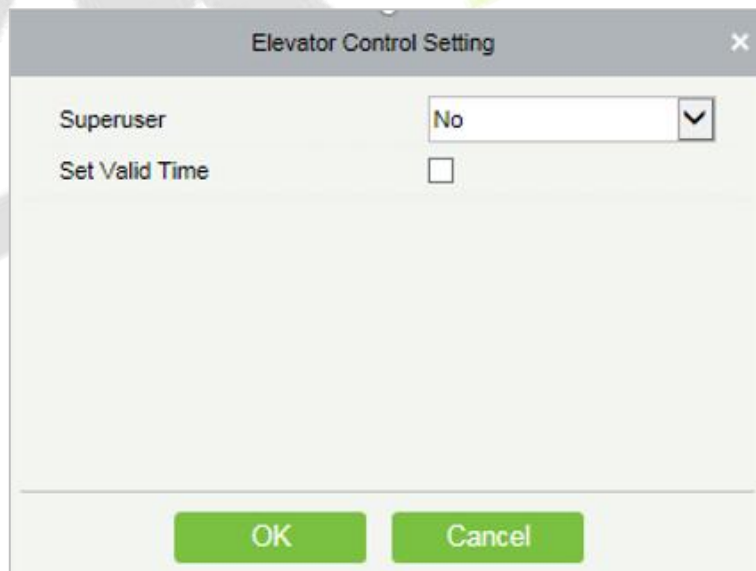 Elevator Control Setting
Superuser No
Set Valid Time
OK Cancel